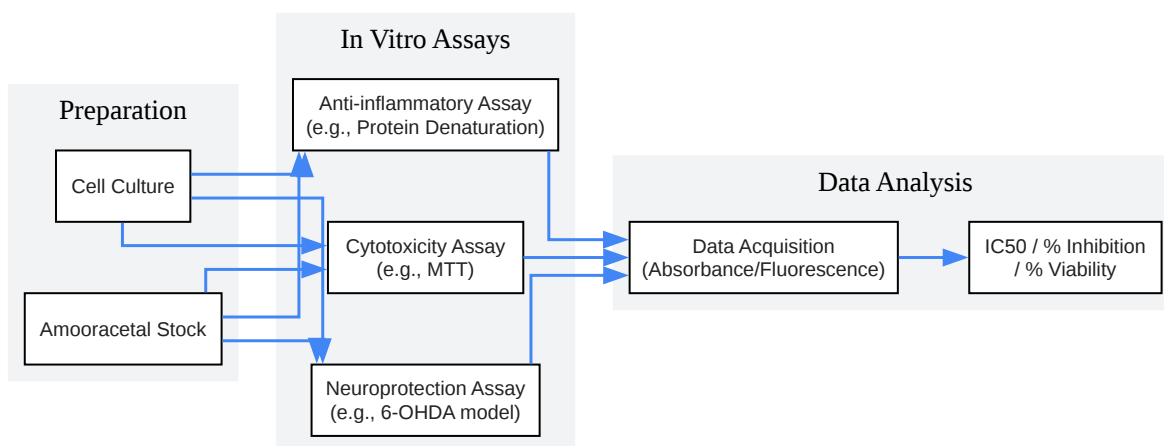 Preparation
Cell Culture
Amooracetal Stock
In Vitro Assays
Anti-inflammatory Assay
(e.g., Protein Denaturation)
Cytotoxicity Assay
(e.g., MTT)
Neuroprotection Assay
(e.g., 6-OHDA model)
Data Analysis
Data Acquisition
(Absorbance/Fluorescence)
IC50 / % Inhibition
/ % Viability